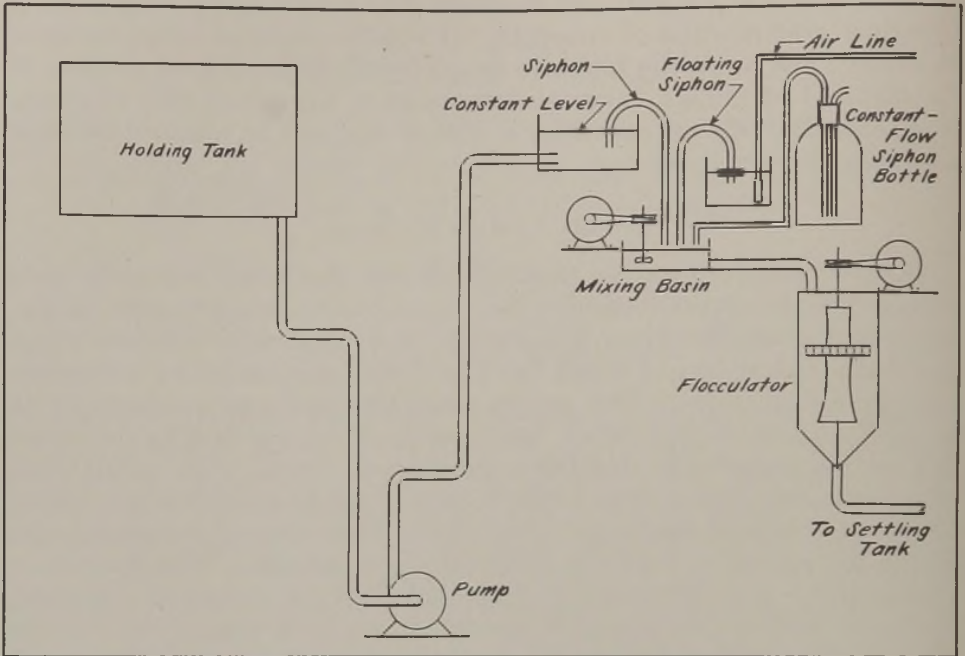 Air Line
Siphon
Floating
Siphon
Constant Level
Constant-
Flow
Siphon
Bottle
Holding Tank
Mixing Basin
Flocculator
To Settling
Tank
Pump